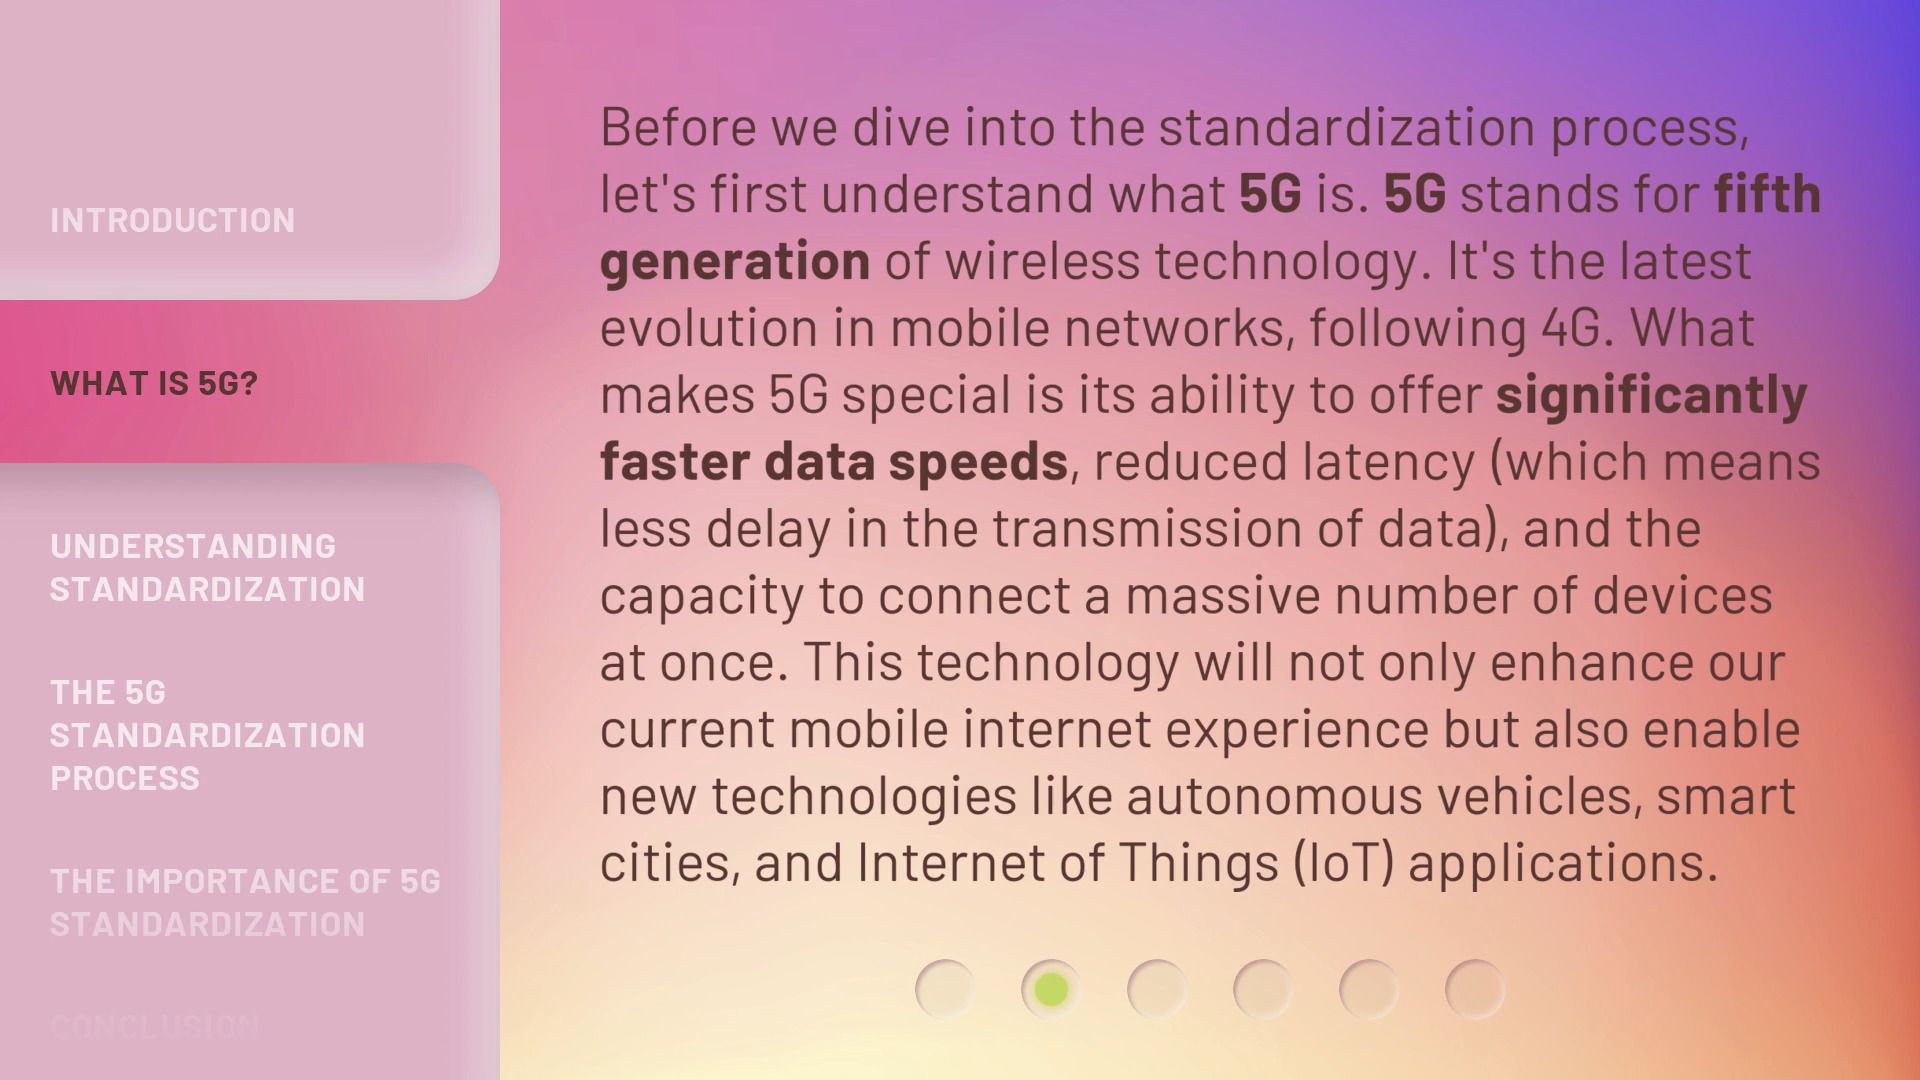 INTRODUCTION
WHAT IS 5G?
UNDERSTANDING
STANDARDIZATION
THE 5G
STANDARDIZATION
PROCESS
THE IMPORTANCE OF 5G
STANDARDIZATION
CONCLUSION
Before we dive into the standardization process,
let's first understand what 5G is. 5G stands for fifth
generation of wireless technology. It's the latest
evolution in mobile networks, following 4G. What
makes 5G special is its ability to offer significantly
faster data speeds, reduced latency (which means
less delay in the transmission of data), and the
capacity to connect a massive number of devices
at once. This technology will not only enhance our
current mobile internet experience but also enable
new technologies like autonomous vehicles, smart
cities, and Internet of Things (IoT) applications.